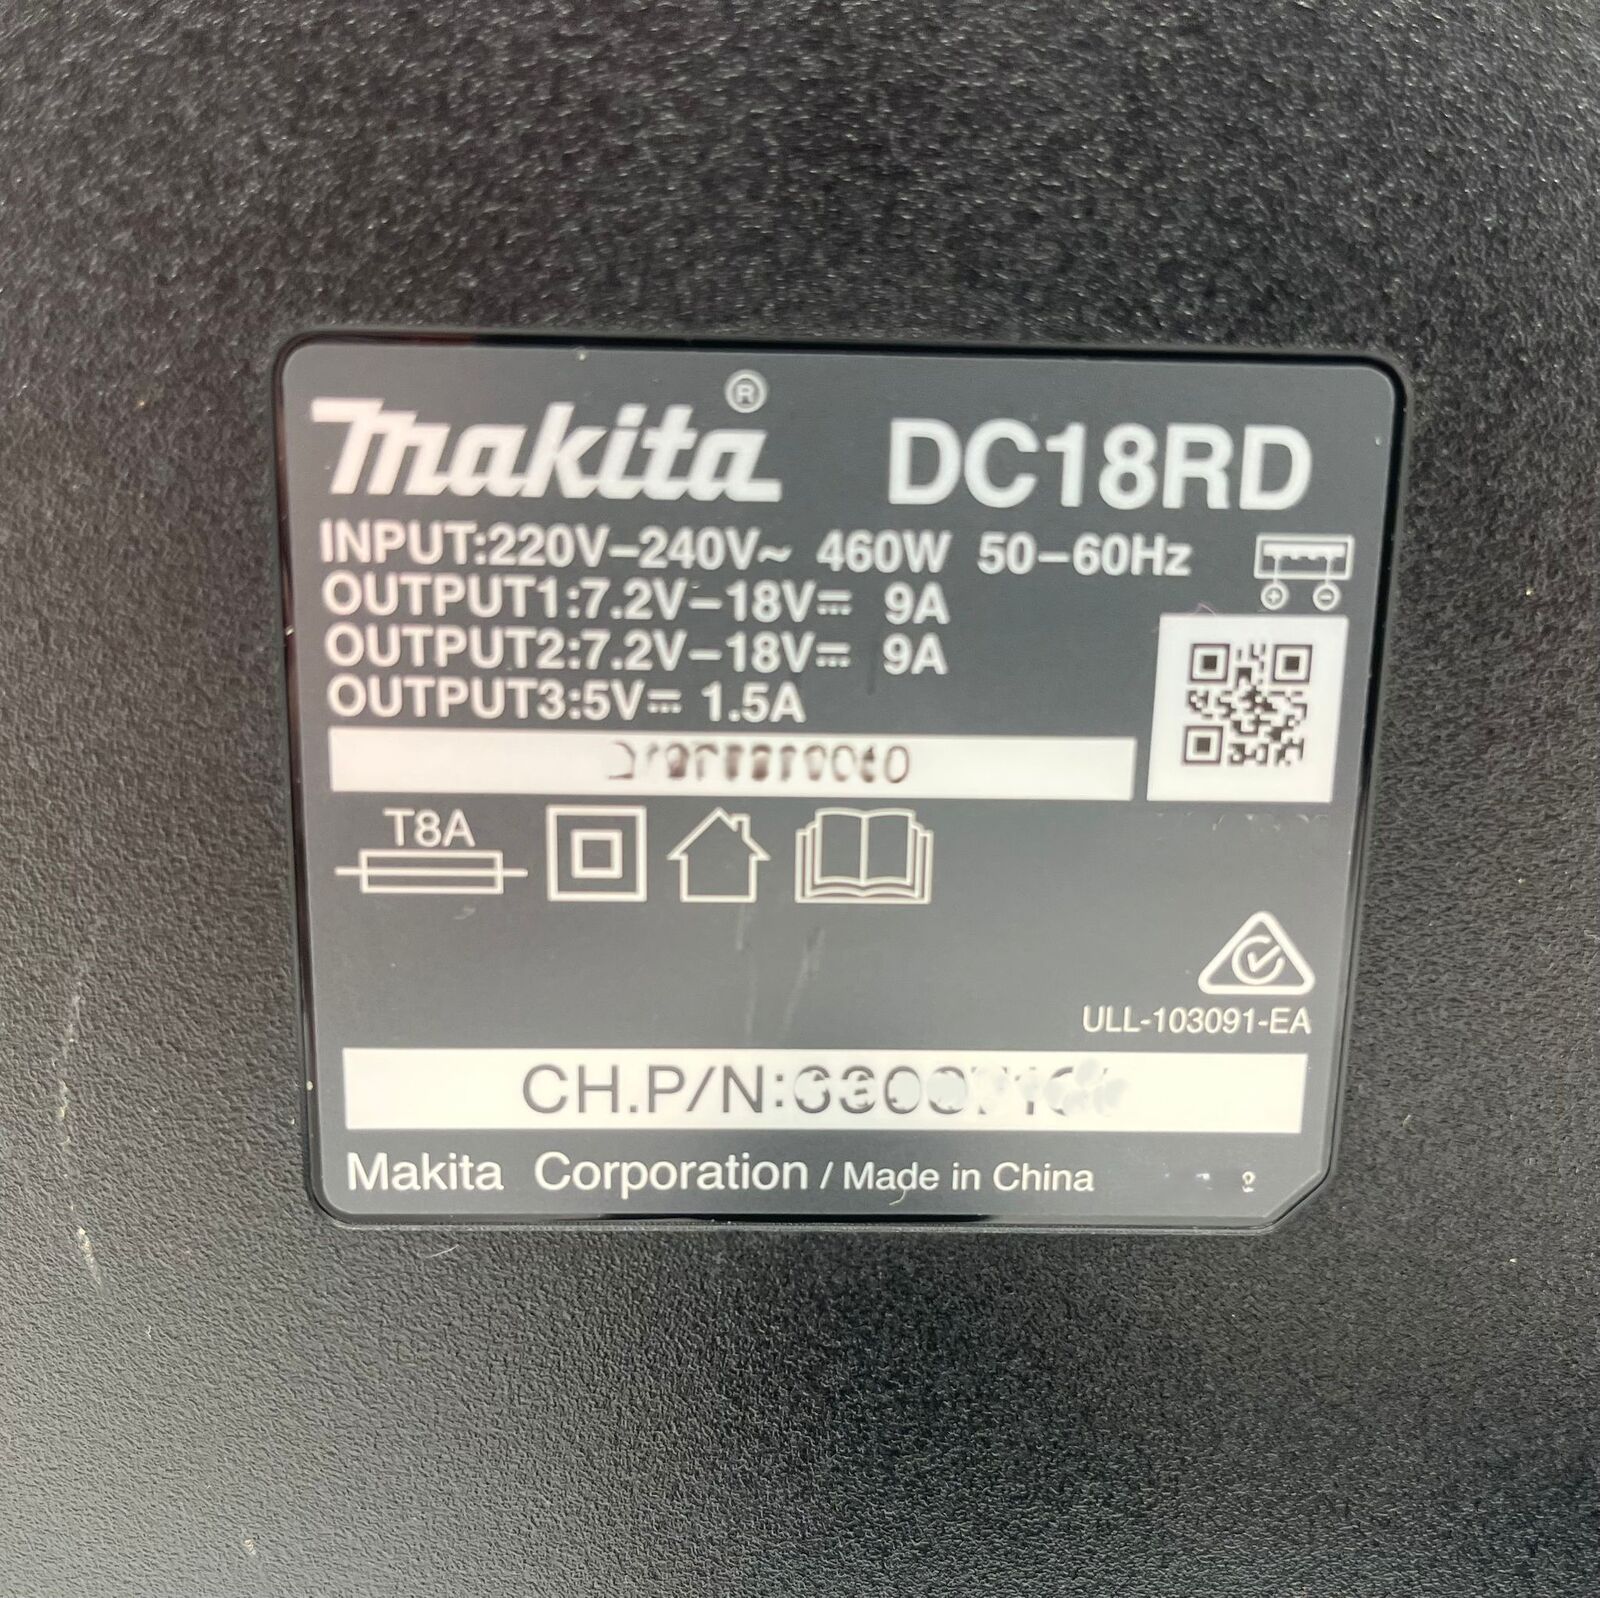 makita® DC18RD
INPUT:220V–240V~ 460W 50–60Hz
OUTPUT1:7.2V–18V⎓ 9A
OUTPUT2:7.2V–18V⎓ 9A
OUTPUT3:5V⎓ 1.5A
T8A
ULL-103091-EA
CH.P/N:
Makita Corporation / Made in China